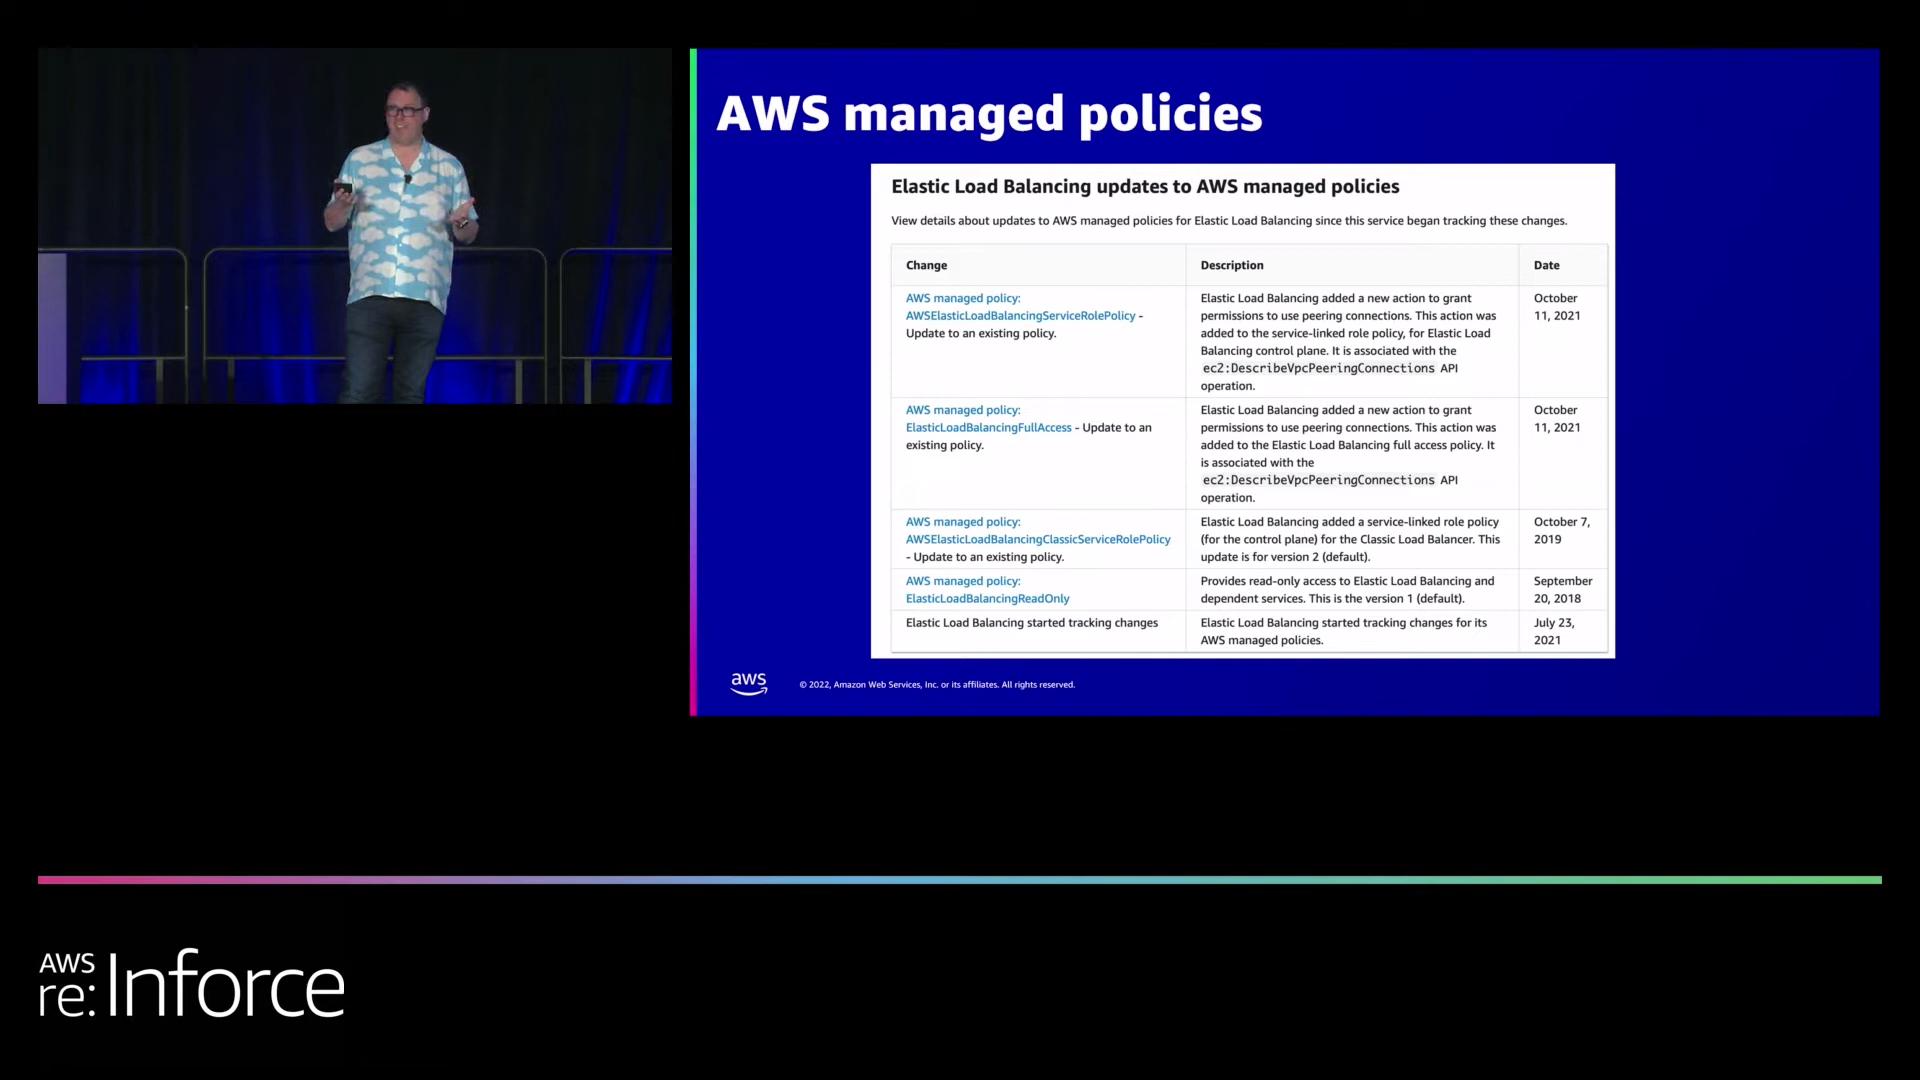 AWS managed policies
Elastic Load Balancing updates to AWS managed policies
View details about updates to AWS managed policies for Elastic Load Balancing since this service began tracking these changes.
Change
Description
Date
AWS managed policy:
AWSElasticLoadBalancingServiceRolePolicy -
Update to an existing policy.
Elastic Load Balancing added a new action to grant
permissions to use peering connections. This action was
added to the service-linked role policy, for Elastic Load
Balancing control plane. It is associated with the
ec2:DescribeVpcPeeringConnections API
operation.
October
11, 2021
AWS managed policy:
ElasticLoadBalancingFullAccess - Update to an
existing policy.
Elastic Load Balancing added a new action to grant
permissions to use peering connections. This action was
added to the Elastic Load Balancing full access policy. It
is associated with the
ec2:DescribeVpcPeeringConnections API
operation.
October
11, 2021
AWS managed policy:
AWSElasticLoadBalancingClassicServiceRolePolicy
- Update to an existing policy.
Elastic Load Balancing added a service-linked role policy
(for the control plane) for the Classic Load Balancer. This
update is for version 2 (default).
October 7,
2019
AWS managed policy:
ElasticLoadBalancingReadOnly
Provides read-only access to Elastic Load Balancing and
dependent services. This is the version 1 (default).
September
20, 2018
Elastic Load Balancing started tracking changes
Elastic Load Balancing started tracking changes for its
AWS managed policies.
July 23,
2021
aws
© 2022, Amazon Web Services, Inc. or its affiliates. All rights reserved.
AWS
re:Inforce